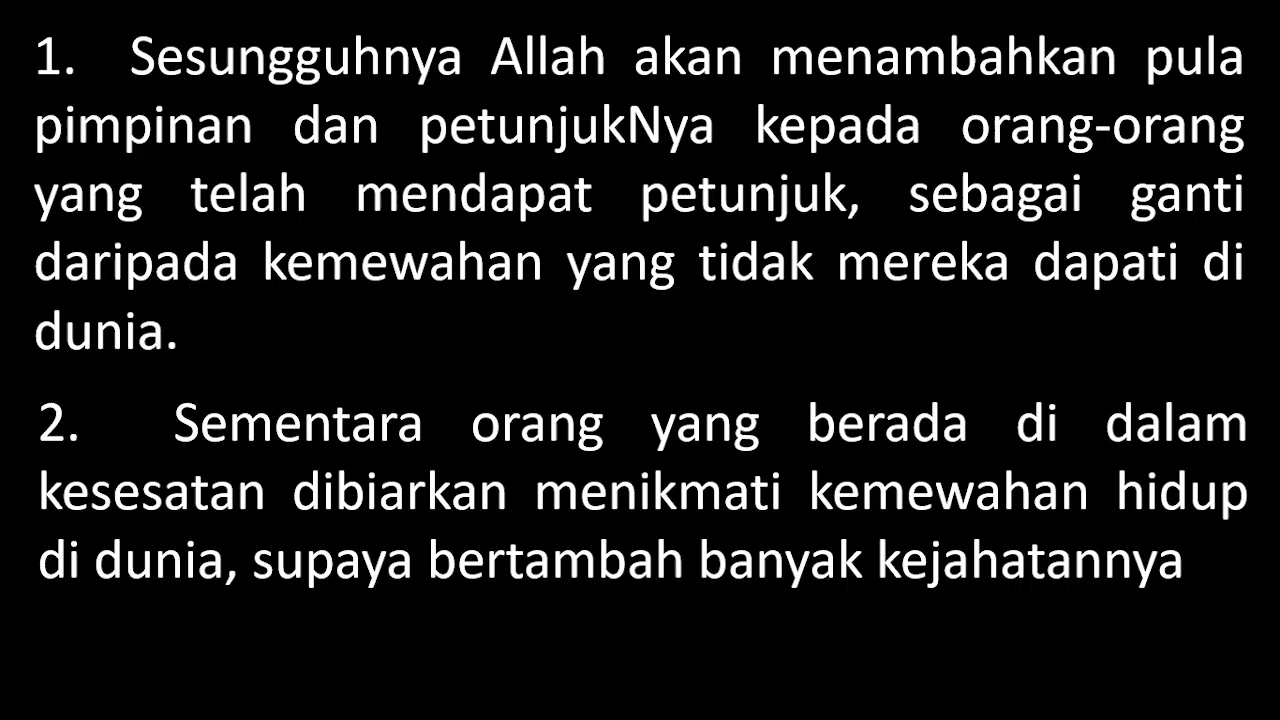 1. Sesungguhnya Allah akan menambahkan pula
pimpinan dan petunjukNya kepada orang-orang
yang telah mendapat petunjuk, sebagai ganti
daripada kemewahan yang tidak mereka dapati di
dunia.
2. Sementara orang yang berada di dalam
kesesatan dibiarkan menikmati kemewahan hidup
di dunia, supaya bertambah banyak kejahatannya